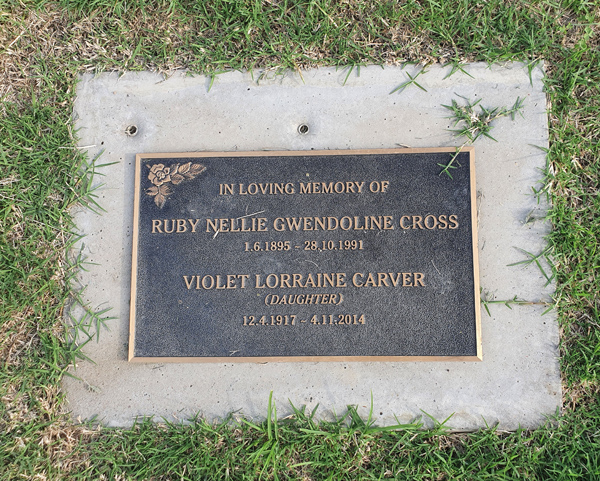 IN LOVING MEMORY OF
RUBY NELLIE GWENDOLINE CROSS
1.6.1895 ~ 28.10.1991
VIOLET LORRAINE CARVER
(DAUGHTER)
12.4.1917 ~ 4.11.2014